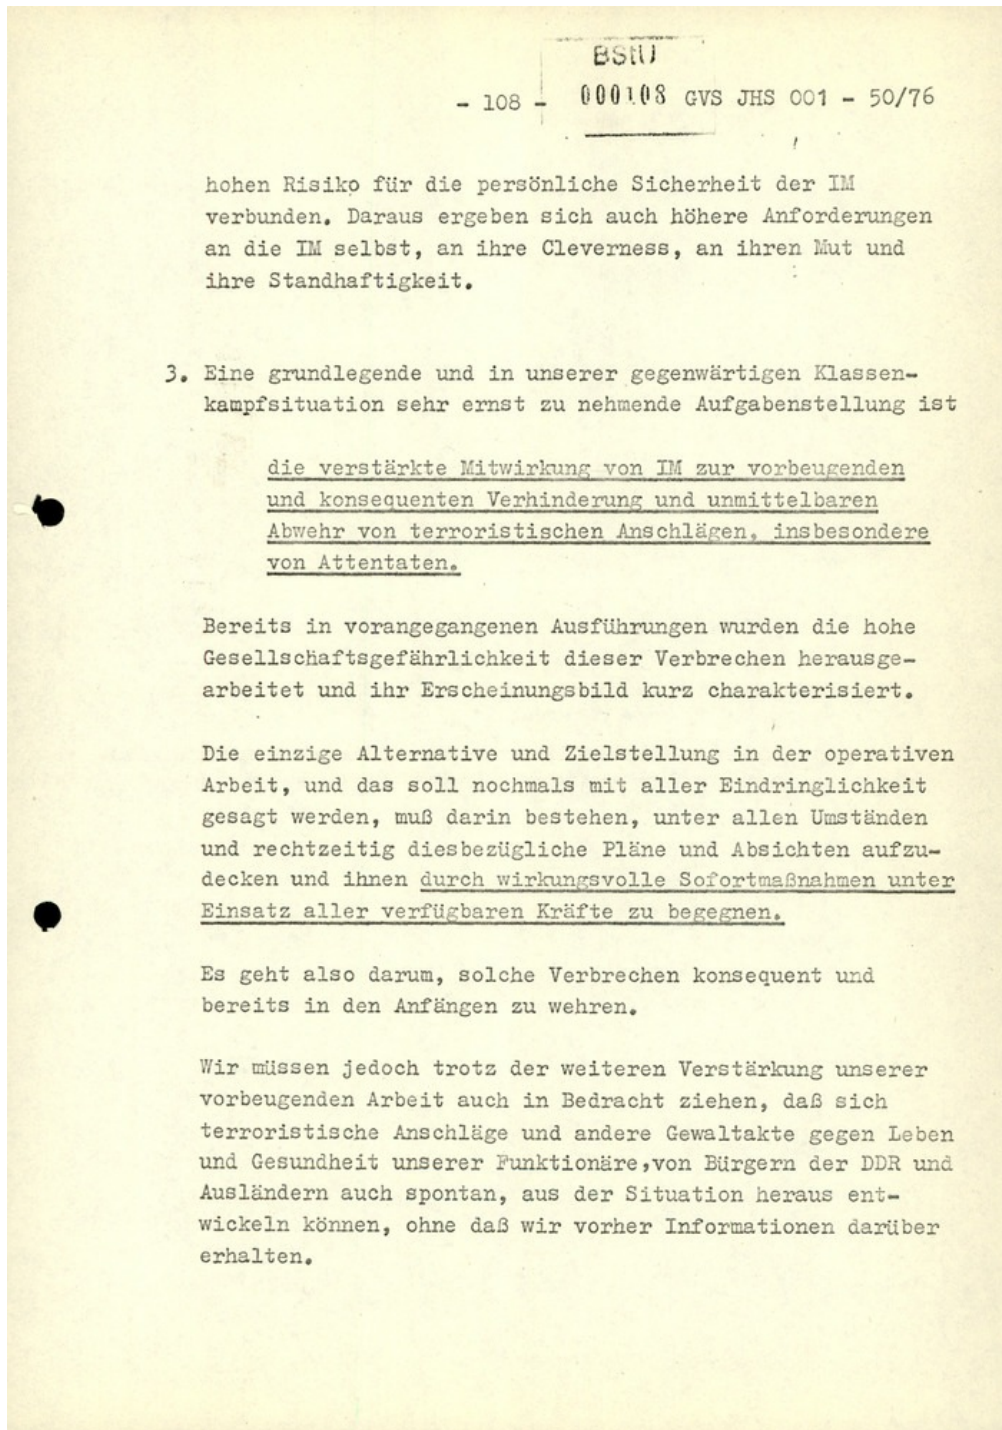 BStU
- 108 - 000108 GVS JHS 001 - 50/76
hohen Risiko für die persönliche Sicherheit der IM
verbunden. Daraus ergeben sich auch höhere Anforderungen
an die IM selbst, an ihre Cleverness, an ihren Mut und
ihre Standhaftigkeit.
3. Eine grundlegende und in unserer gegenwärtigen Klassen-
kampfsituation sehr ernst zu nehmende Aufgabenstellung ist
die verstärkte Mitwirkung von IM zur vorbeugenden
und konsequenten Verhinderung und unmittelbaren
Abwehr von terroristischen Anschlägen, insbesondere
von Attentaten.
Bereits in vorangegangenen Ausführungen wurden die hohe
Gesellschaftsgefährlichkeit dieser Verbrechen herausge-
arbeitet und ihr Erscheinungsbild kurz charakterisiert.
Die einzige Alternative und Zielstellung in der operativen
Arbeit, und das soll nochmals mit aller Eindringlichkeit
gesagt werden, muß darin bestehen, unter allen Umständen
und rechtzeitig diesbezügliche Pläne und Absichten aufzu-
decken und ihnen durch wirkungsvolle Sofortmaßnahmen unter
Einsatz aller verfügbaren Kräfte zu begegnen.
Es geht also darum, solche Verbrechen konsequent und
bereits in den Anfängen zu wehren.
Wir müssen jedoch trotz der weiteren Verstärkung unserer
vorbeugenden Arbeit auch in Bedracht ziehen, daß sich
terroristische Anschläge und andere Gewaltakte gegen Leben
und Gesundheit unserer Funktionäre,von Bürgern der DDR und
Ausländern auch spontan, aus der Situation heraus ent-
wickeln können, ohne daß wir vorher Informationen darüber
erhalten.